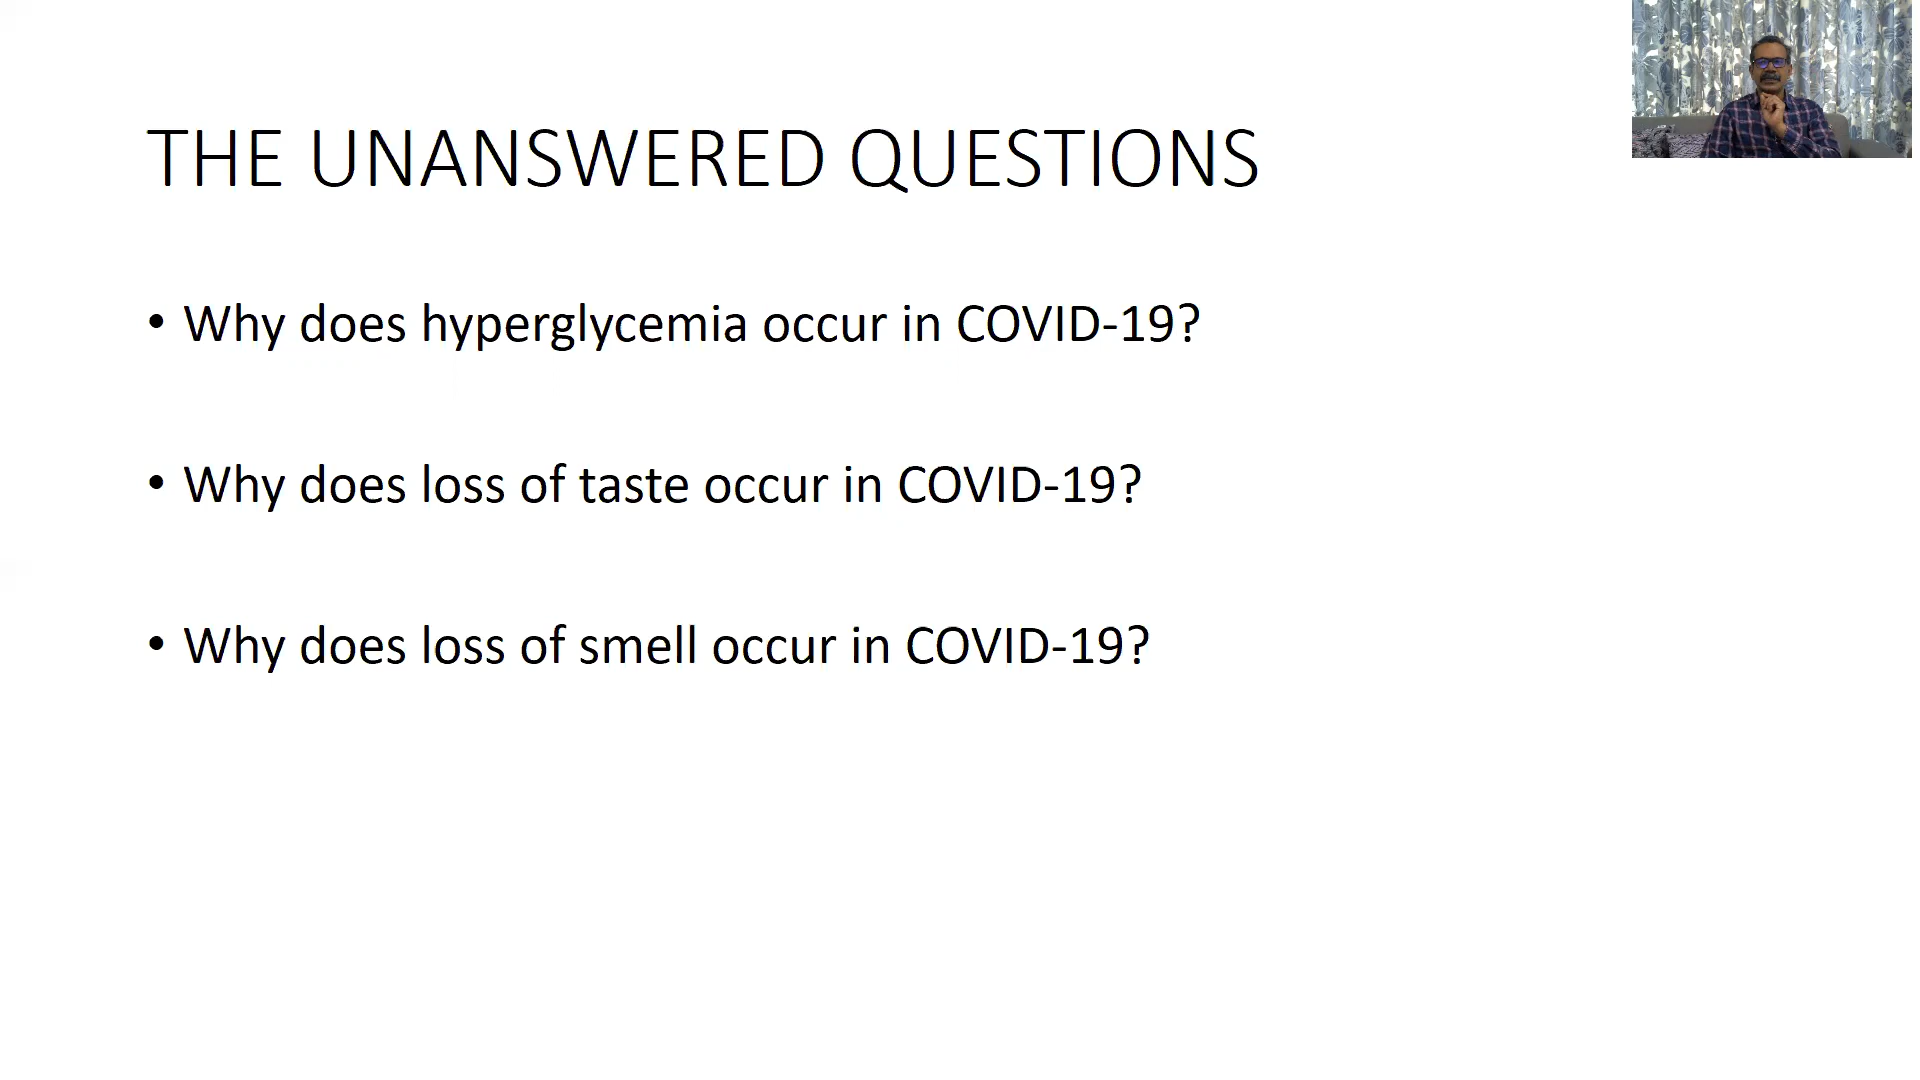 THE UNANSWERED QUESTIONS
• Why does hyperglycemia occur in COVID-19?
• Why does loss of taste occur in COVID-19?
• Why does loss of smell occur in COVID-19?